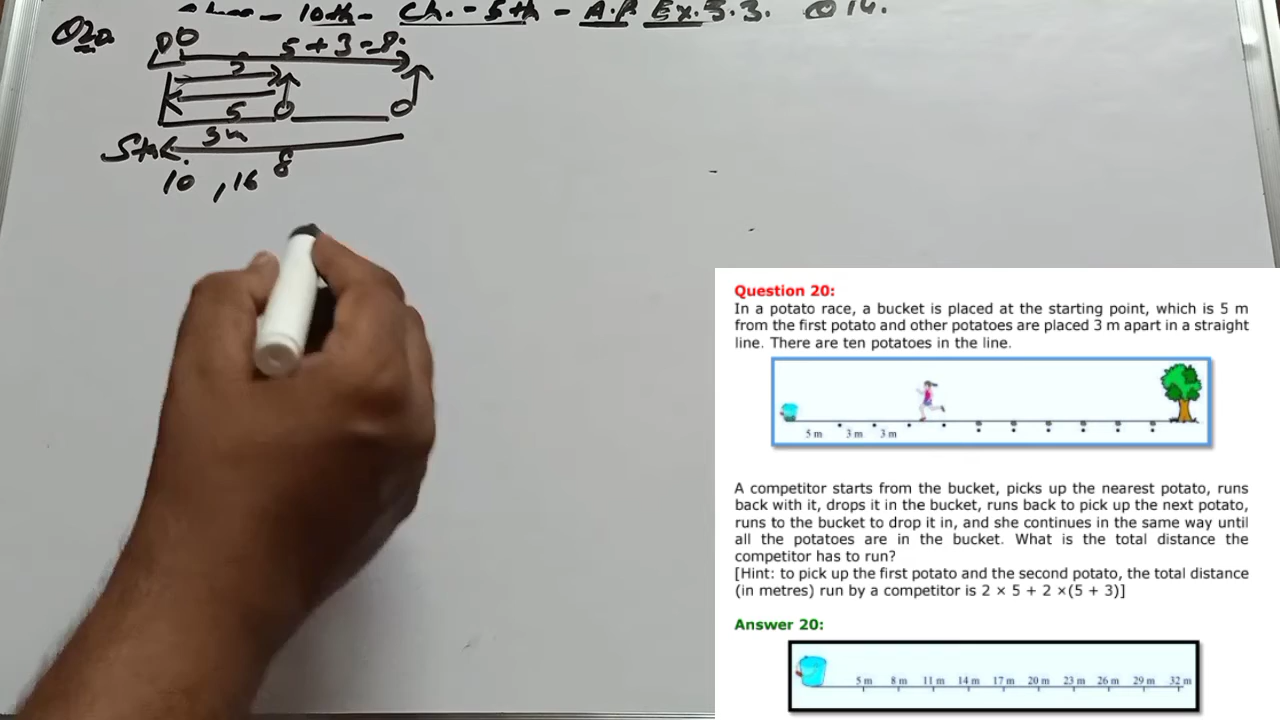 10th - Ch. - 5th - A.P. Ex. 5.3. Q 14.
Q20
5 + 3 = 8.
5
5
3m
8
10 , 16
Question 20:
In a potato race, a bucket is placed at the starting point, which is 5 m
from the first potato and other potatoes are placed 3 m apart in a straight
line. There are ten potatoes in the line.
5 m 3 m 3 m
A competitor starts from the bucket, picks up the nearest potato, runs
back with it, drops it in the bucket, runs back to pick up the next potato,
runs to the bucket to drop it in, and she continues in the same way until
all the potatoes are in the bucket. What is the total distance the
competitor has to run?
[Hint: to pick up the first potato and the second potato, the total distance
(in metres) run by a competitor is 2 × 5 + 2 ×(5 + 3)]
Answer 20:
5 m 8 m 11 m 14 m 17 m 20 m 23 m 26 m 29 m 32 m